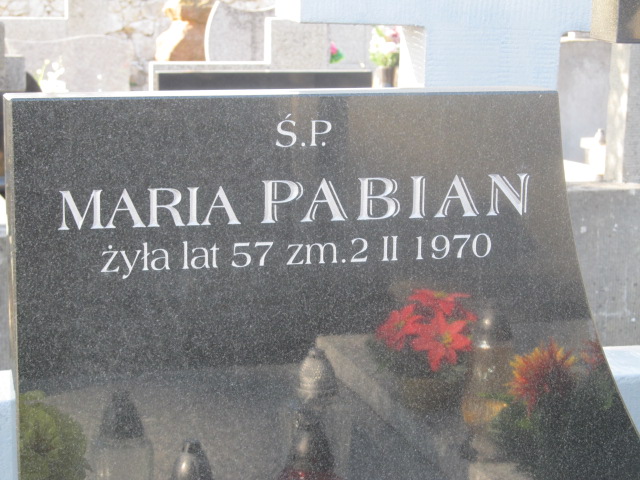 Ś.P.
MARIA PABIAN
żyła lat 57 zm.2 II 1970